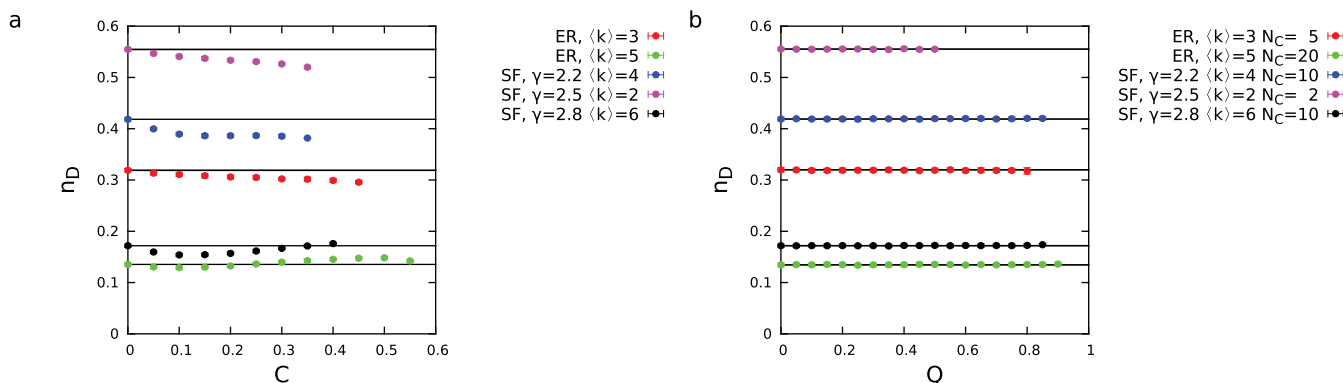 a
0.6
0.5
0.4
0.3
0.2
0.1
0
n_D
0 0.1 0.2 0.3 0.4 0.5 0.6
C
ER, ⟨k⟩=3
ER, ⟨k⟩=5
SF, γ=2.2 ⟨k⟩=4
SF, γ=2.5 ⟨k⟩=2
SF, γ=2.8 ⟨k⟩=6
b
0.6
0.5
0.4
0.3
0.2
0.1
0
n_D
0 0.2 0.4 0.6 0.8 1
Q
ER, ⟨k⟩=3 N_C= 5
ER, ⟨k⟩=5 N_C=20
SF, γ=2.2 ⟨k⟩=4 N_C=10
SF, γ=2.5 ⟨k⟩=2 N_C= 2
SF, γ=2.8 ⟨k⟩=6 N_C=10